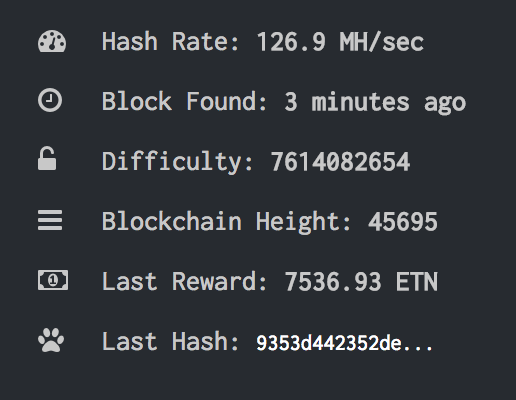 Hash Rate: 126.9 MH/sec
Block Found: 3 minutes ago
Difficulty: 7614082654
Blockchain Height: 45695
Last Reward: 7536.93 ETN
Last Hash: 9353d442352de...